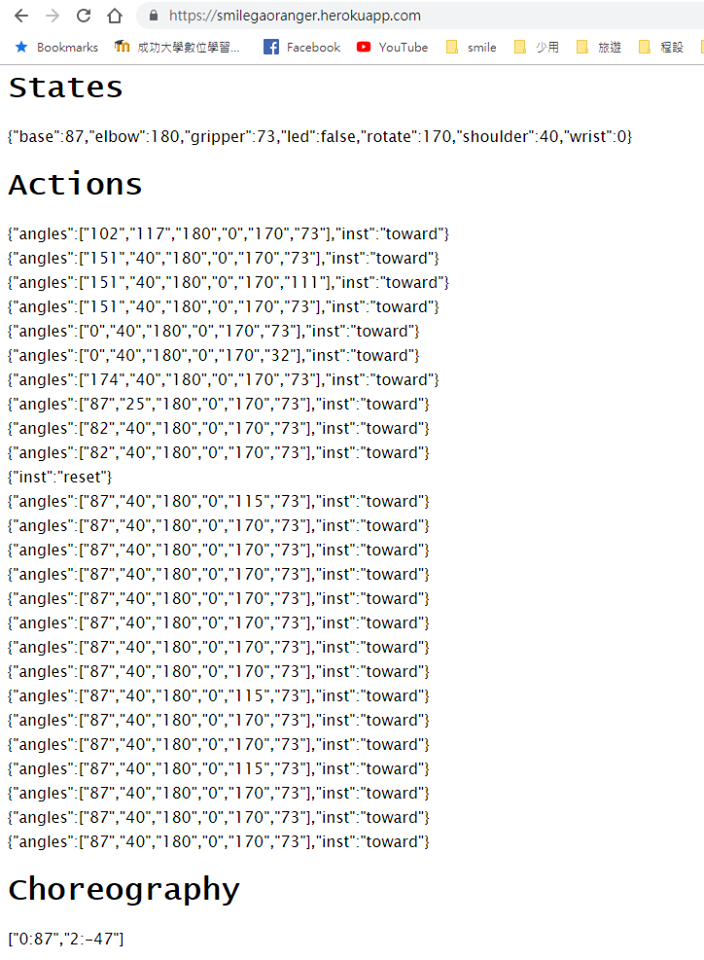 https://smilegaoranger.herokuapp.com
Bookmarks 成功大學數位學習... Facebook YouTube smile 少用 旅遊 程設
States
{"base":87,"elbow":180,"gripper":73,"led":false,"rotate":170,"shoulder":40,"wrist":0}
Actions
{"angles":["102","117","180","0","170","73"],"inst":"toward"}
{"angles":["151","40","180","0","170","73"],"inst":"toward"}
{"angles":["151","40","180","0","170","111"],"inst":"toward"}
{"angles":["151","40","180","0","170","73"],"inst":"toward"}
{"angles":["0","40","180","0","170","73"],"inst":"toward"}
{"angles":["0","40","180","0","170","32"],"inst":"toward"}
{"angles":["174","40","180","0","170","73"],"inst":"toward"}
{"angles":["87","25","180","0","170","73"],"inst":"toward"}
{"angles":["82","40","180","0","170","73"],"inst":"toward"}
{"angles":["82","40","180","0","170","73"],"inst":"toward"}
{"inst":"reset"}
{"angles":["87","40","180","0","115","73"],"inst":"toward"}
{"angles":["87","40","180","0","170","73"],"inst":"toward"}
{"angles":["87","40","180","0","170","73"],"inst":"toward"}
{"angles":["87","40","180","0","170","73"],"inst":"toward"}
{"angles":["87","40","180","0","170","73"],"inst":"toward"}
{"angles":["87","40","180","0","170","73"],"inst":"toward"}
{"angles":["87","40","180","0","170","73"],"inst":"toward"}
{"angles":["87","40","180","0","170","73"],"inst":"toward"}
{"angles":["87","40","180","0","115","73"],"inst":"toward"}
{"angles":["87","40","180","0","170","73"],"inst":"toward"}
{"angles":["87","40","180","0","170","73"],"inst":"toward"}
{"angles":["87","40","180","0","115","73"],"inst":"toward"}
{"angles":["87","40","180","0","170","73"],"inst":"toward"}
{"angles":["87","40","180","0","170","73"],"inst":"toward"}
{"angles":["87","40","180","0","170","73"],"inst":"toward"}
Choreography
["0:87","2:-47"]